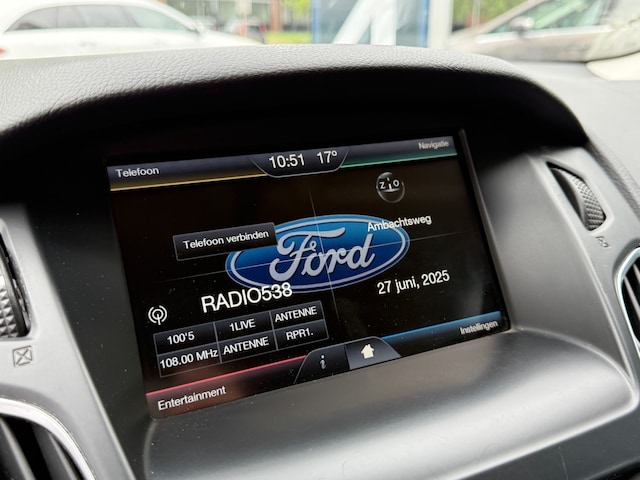 Telefoon
10:51 17°
Navigatie
Z|O
Telefoon verbinden
Ambachtsweg
Ford
RADIO538
27 juni, 2025
100'5 1LIVE ANTENNE
108.00 MHz ANTENNE RPR1.
i
Instellingen
Entertainment